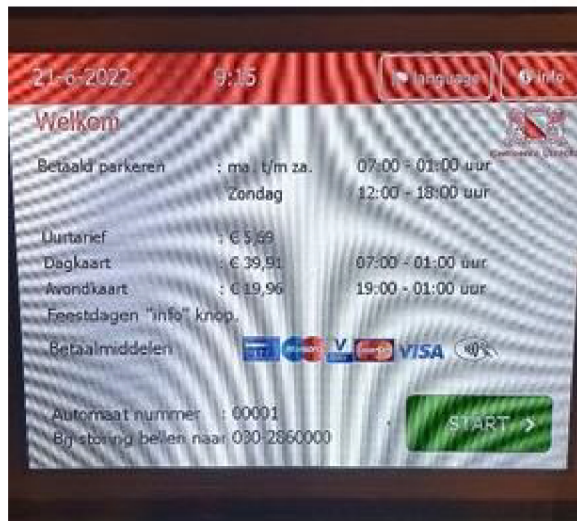 21-6-2022 9:15 language info
Welkom
Gemeente Utrecht
Betaald parkeren : ma. t/m za. 07:00 - 01:00 uur
Zondag 12:00 - 18:00 uur
Uurtarief : € 5,69
Dagkaart : € 39,91 07:00 - 01:00 uur
Avondkaart : € 19,96 19:00 - 01:00 uur
Feestdagen "info" knop.
Betaalmiddelen V VISA
Automaat nummer : 00001
Bij storing bellen naar 030-2860000
START >